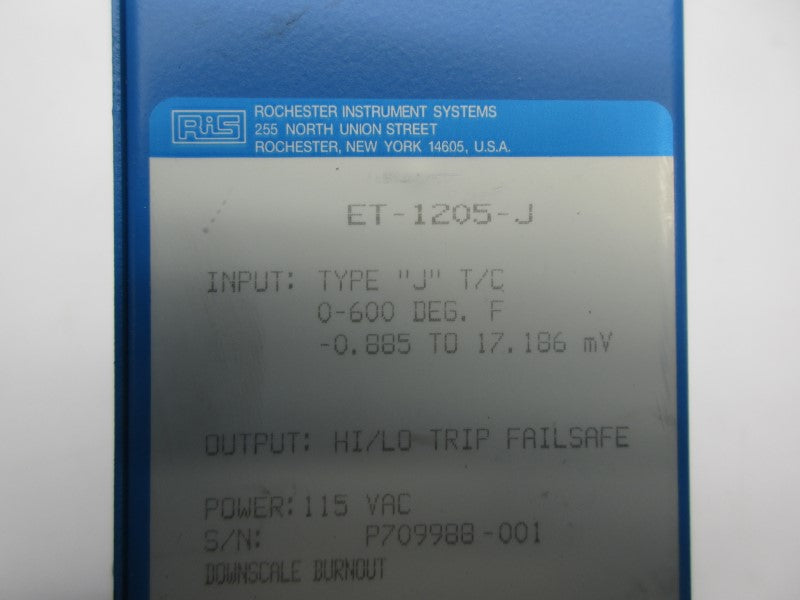 RiS
ROCHESTER INSTRUMENT SYSTEMS
255 NORTH UNION STREET
ROCHESTER, NEW YORK 14605, U.S.A.
ET-1205-J
INPUT: TYPE "J" T/C
0-600 DEG. F
-0.885 TO 17.186 mV
OUTPUT: HI/LO TRIP FAILSAFE
POWER: 115 VAC
S/N: P709988-001
DOWNSCALE BURNOUT